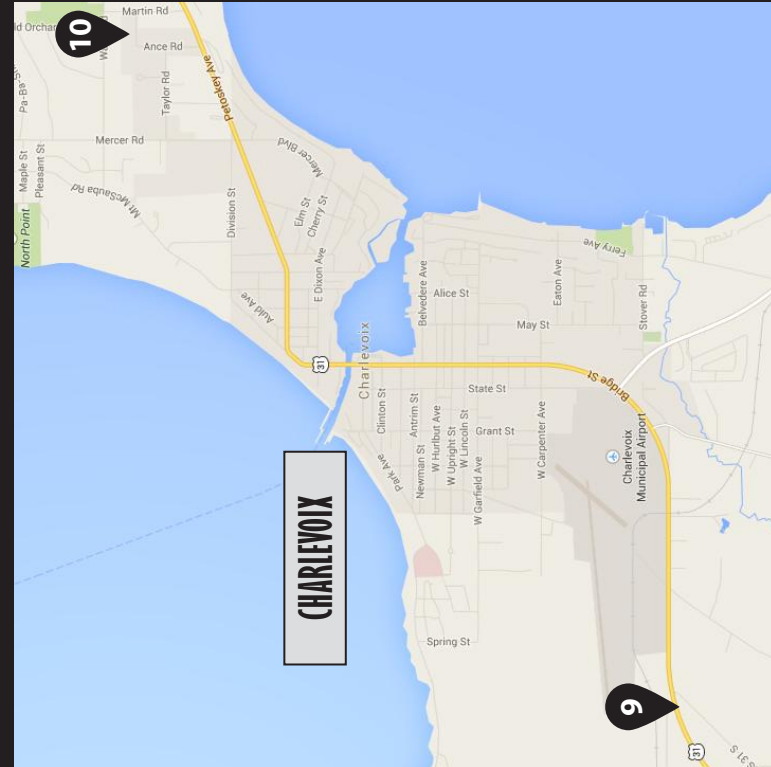 10
Martin Rd
ld Orchar
Ance Rd
Taylor Rd
Pa-Ba-S
Petoskey Ave
Mercer Rd
Maple St
Pleasant St
Mercer Blvd
Mt McSauba Rd
North Point
Division St
Elm St
Cherry St
E Dixon Ave
Auld Ave
Belvedere Ave
Alice St
Ferry Ave
Eaton Ave
Stover Rd
May St
31
Charlevoix
Clinton St
State St
Bridge St
Antrim St
Newman St
W Hurlbut Ave
W Upright St
W Lincoln St
Grant St
Park Ave
W Garfield Ave
W Carpenter Ave
Charlevoix
Municipal Airport
CHARLEVOIX
Spring St
9
31
S 31 S